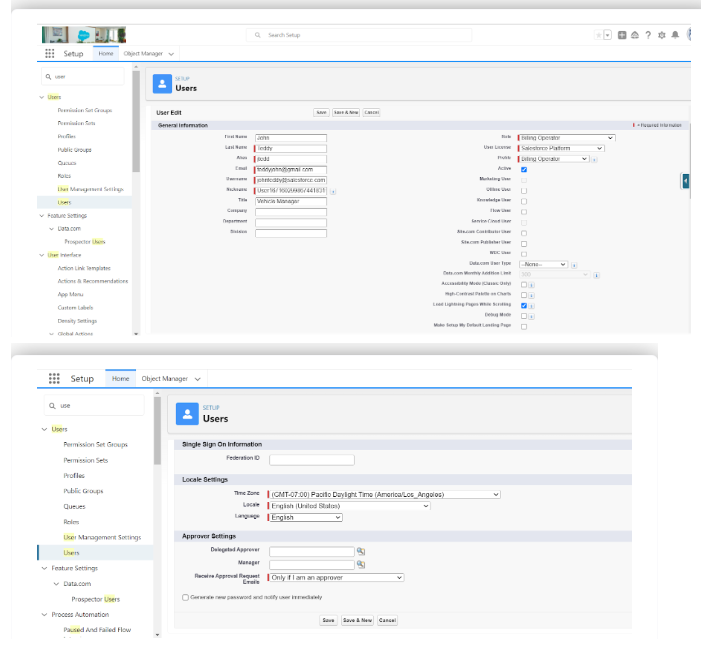 Search Setup
Setup Home Object Manager
user
SETUP
Users
Users
Permission Set Groups
Permission Sets
Profiles
Public Groups
Queues
User Management Settings
Users
Feature Settings
Data.com
Prospector Users
User Interface
Action Link Templates
Actions & Recommendations
App Menu
Custom Labels
Density Settings
Global Actions
User Edit Save Save & New Cancel
General Information = Required Information
First Name John
Last Name Teddy
Alias jtedd
Email teddyjohn@gmail.com
Username
Nickname
Title Vehicle Manager
Company
Department
Division
Role Billing Operator
User License Salesforce Platform
Profile Billing Operator
Active
Marketing User
Offline User
Knowledge User
Flow User
Service Cloud User
Site.com Contributor User
Site.com Publisher User
WDC User
Data.com User Type --None--
Data.com Monthly Addition Limit 300
Accessibility Mode (Classic Only)
High-Contrast Palette on Charts
Load Lightning Pages While Scrolling
Debug Mode
Make Setup My Default Landing Page
Setup Home Object Manager
use
SETUP
Users
Users
Permission Set Groups
Permission Sets
Profiles
Public Groups
Queues
Roles
User Management Settings
Users
Feature Settings
Data.com
Prospector Users
Process Automation
Paused And Failed Flow
Single Sign On Information
Federation ID
Locale Settings
Time Zone (GMT-07:00) Pacific Daylight Time (America/Los_Angeles)
Locale English (United States)
Language English
Approver Settings
Delegated Approver
Manager
Receive Approval Request Emails Only if I am an approver
Generate new password and notify user immediately
Save Save & New Cancel